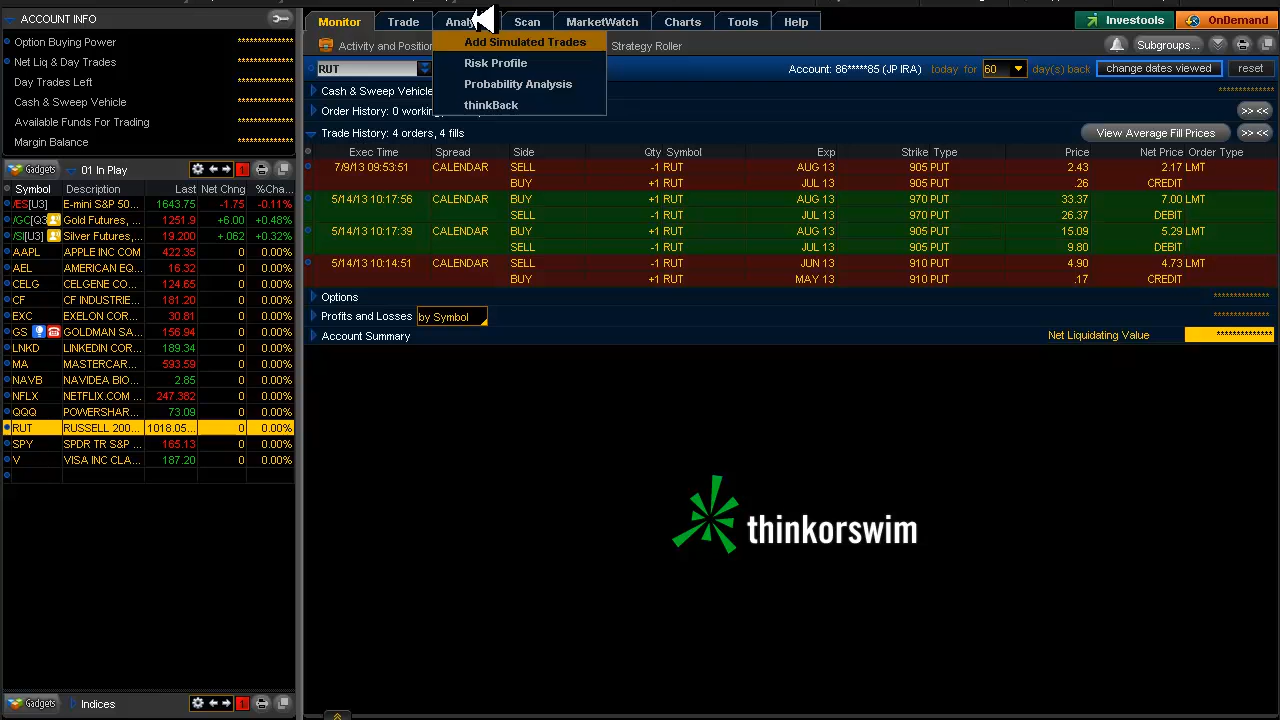 ACCOUNT INFO
Option Buying Power *************
Net Liq & Day Trades *************
Day Trades Left *************
Cash & Sweep Vehicle *************
Available Funds For Trading *************
Margin Balance *************
Gadgets 01 In Play 1
Symbol Description Last Net Chng %Cha...
/ES[U3] E-mini S&P 50... 1643.75 -1.75 -0.11%
/GC[Q3 Gold Futures,... 1251.9 +6.00 +0.48%
/SI[U3] Silver Futures,... 19.200 +.062 +0.32%
AAPL APPLE INC COM 422.35 0 0.00%
AEL AMERICAN EQ... 16.32 0 0.00%
CELG CELGENE CO... 124.65 0 0.00%
CF CF INDUSTRIE... 181.20 0 0.00%
EXC EXELON COR... 30.81 0 0.00%
GS GOLDMAN SA... 156.94 0 0.00%
LNKD LINKEDIN COR... 189.34 0 0.00%
MA MASTERCAR... 593.59 0 0.00%
NAVB NAVIDEA BIO... 2.85 0 0.00%
NFLX NETFLIX.COM ... 247.382 0 0.00%
QQQ POWERSHAR... 73.09 0 0.00%
RUT RUSSELL 200... 1018.05... 0 0.00%
SPY SPDR TR S&P ... 165.13 0 0.00%
V VISA INC CLA... 187.20 0 0.00%
Gadgets Indices 1
Monitor Trade Analy Scan MarketWatch Charts Tools Help Investools OnDemand
Activity and Position Strategy Roller Subgroups...
Add Simulated Trades
Risk Profile
Probability Analysis
thinkBack
RUT Account: 86*****85 (JP IRA) today for 60 day(s) back change dates viewed reset
Cash & Sweep Vehicle *************
Order History: 0 working, >> <<
Trade History: 4 orders, 4 fills View Average Fill Prices >> <<
Exec Time Spread Side Qty Symbol Exp Strike Type Price Net Price Order Type
7/9/13 09:53:51 CALENDAR SELL -1 RUT AUG 13 905 PUT 2.43 2.17 LMT
BUY +1 RUT JUL 13 905 PUT .26 CREDIT
5/14/13 10:17:56 CALENDAR BUY +1 RUT AUG 13 970 PUT 33.37 7.00 LMT
SELL -1 RUT JUL 13 970 PUT 26.37 DEBIT
5/14/13 10:17:39 CALENDAR BUY +1 RUT AUG 13 905 PUT 15.09 5.29 LMT
SELL -1 RUT JUL 13 905 PUT 9.80 DEBIT
5/14/13 10:14:51 CALENDAR SELL -1 RUT JUN 13 910 PUT 4.90 4.73 LMT
BUY +1 RUT MAY 13 910 PUT .17 CREDIT
Options *************
Profits and Losses by Symbol *************
Account Summary Net Liquidating Value *************
thinkorswim